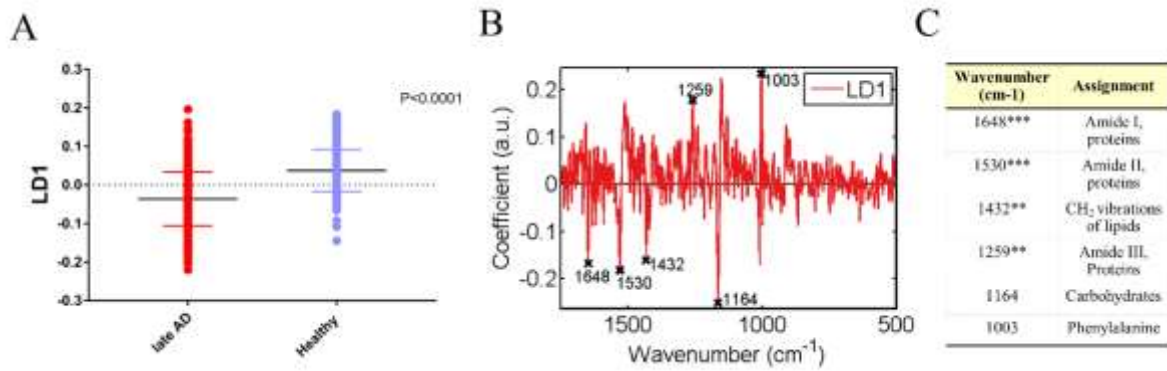 A
0.3
0.2
0.1
0.0
-0.1
-0.2
-0.3
LD1
P<0.0001
late AD
Healthy
B
0.2
0.1
0
-0.1
-0.2
Coefficient (a.u.)
1003
LD1
1259
1648
1530
1432
1164
1500
1000
500
Wavenumber (cm⁻¹)
C
Wavenumber
(cm-1)
Assignment
1648***
Amide I,
proteins
1530***
Amide II,
proteins
1432**
CH₂ vibrations
of lipids
1259**
Amide III,
Proteins
1164
Carbohydrates
1003
Phenylalanine